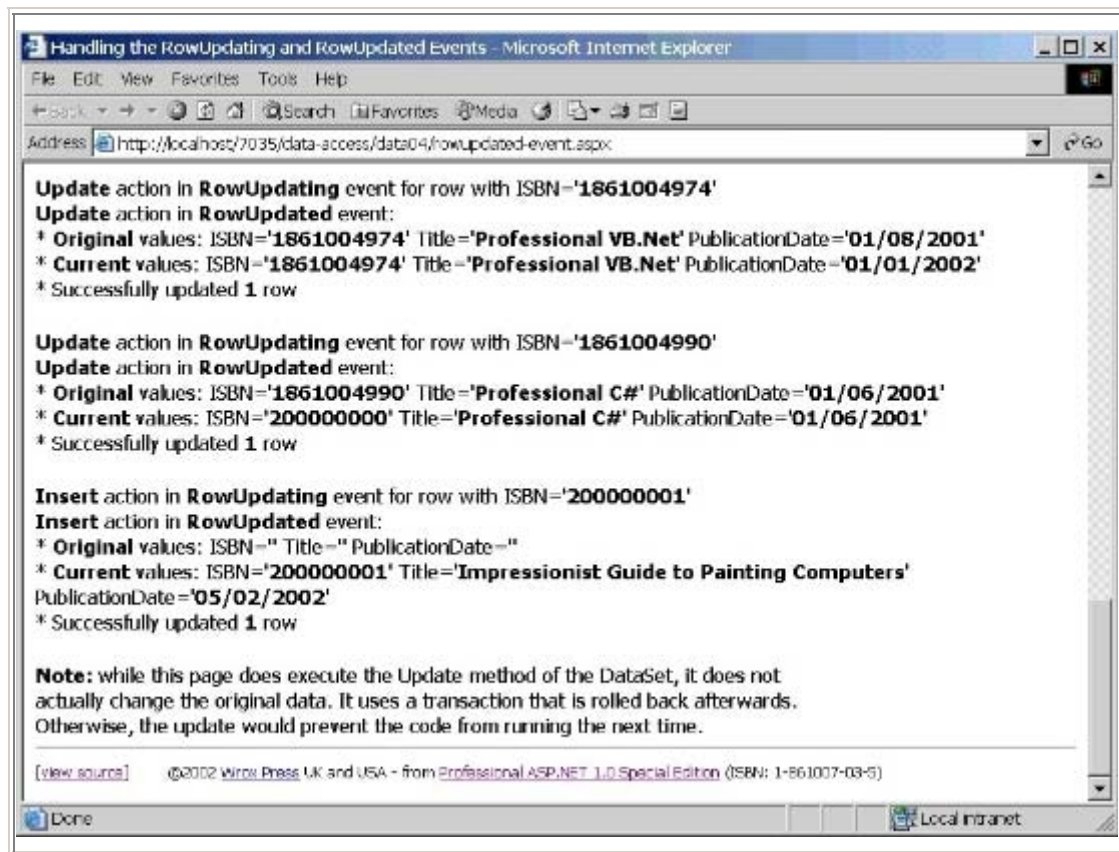 Handling the RowUpdating and RowUpdated Events - Microsoft Internet Explorer
File Edit View Favorites Tools Help
Back Search Favorites Media
Address http://localhost/7035/data-access/data04/rowupdated-event.aspx Go
Update action in RowUpdating event for row with ISBN='1861004974'
Update action in RowUpdated event:
* Original values: ISBN='1861004974' Title='Professional VB.Net' PublicationDate='01/08/2001'
* Current values: ISBN='1861004974' Title='Professional VB.Net' PublicationDate='01/01/2002'
* Successfully updated 1 row
Update action in RowUpdating event for row with ISBN='1861004990'
Update action in RowUpdated event:
* Original values: ISBN='1861004990' Title='Professional C#' PublicationDate='01/06/2001'
* Current values: ISBN='200000000' Title='Professional C#' PublicationDate='01/06/2001'
* Successfully updated 1 row
Insert action in RowUpdating event for row with ISBN='200000001'
Insert action in RowUpdated event:
* Original values: ISBN='' Title='' PublicationDate=''
* Current values: ISBN='200000001' Title='Impressionist Guide to Painting Computers'
PublicationDate='05/02/2002'
* Successfully updated 1 row
Note: while this page does execute the Update method of the DataSet, it does not
actually change the original data. It uses a transaction that is rolled back afterwards.
Otherwise, the update would prevent the code from running the next time.
[view source] ©2002 Wrox Press UK and USA - from Professional ASP.NET 1.0 Special Edition (ISBN: 1-861007-03-5)
Done Local intranet